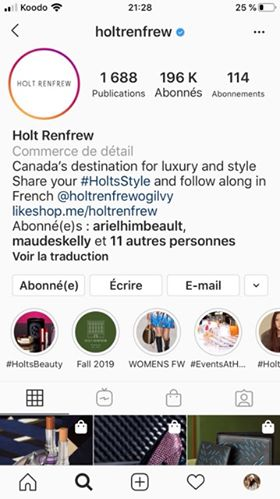 Koodo 21:28 25 %
holtrenfrew
HOLT RENFREW
1 688 196 K 114
Publications Abonnés Abonnements
Holt Renfrew
Commerce de détail
Canada's destination for luxury and style
Share your #HoltsStyle and follow along in
French @holtrenfrewogilvy
likeshop.me/holtrenfrew
Abonné(e)s : arielhimbeault,
maudeskelly et 11 autres personnes
Voir la traduction
Abonné(e) Écrire E-mail
HOLT RENFREW
#HoltsBeauty Fall 2019 WOMENS FW #EventsAtH... #Holt